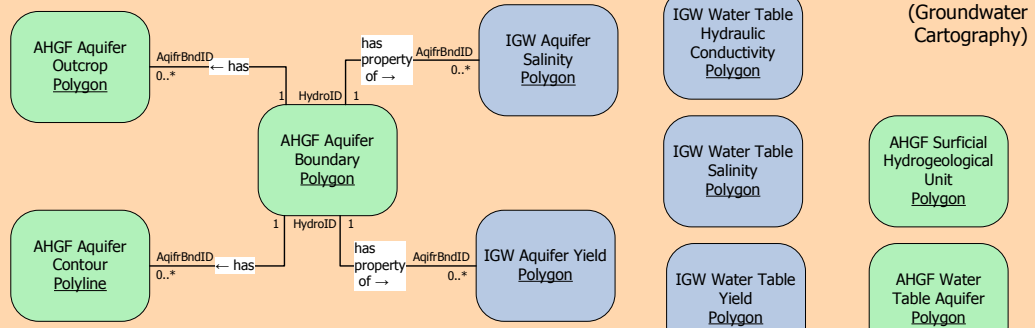 (Groundwater
Cartography)
AHGF Aquifer
Outcrop
Polygon
AqifrBndID
0..*
← has
1
HydroID
1
has
property
of →
AqifrBndID
0..*
IGW Aquifer
Salinity
Polygon
IGW Water Table
Hydraulic
Conductivity
Polygon
AHGF Aquifer
Boundary
Polygon
IGW Water Table
Salinity
Polygon
AHGF Surficial
Hydrogeological
Unit
Polygon
AHGF Aquifer
Contour
Polyline
AqifrBndID
0..*
← has
1
HydroID
1
has
property
of →
AqifrBndID
0..*
IGW Aquifer Yield
Polygon
IGW Water Table
Yield
Polygon
AHGF Water
Table Aquifer
Polygon